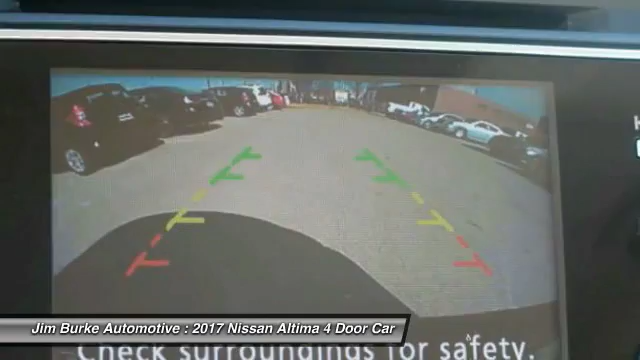 Jim Burke Automotive : 2017 Nissan Altima 4 Door Car
Check surroundings for safety.